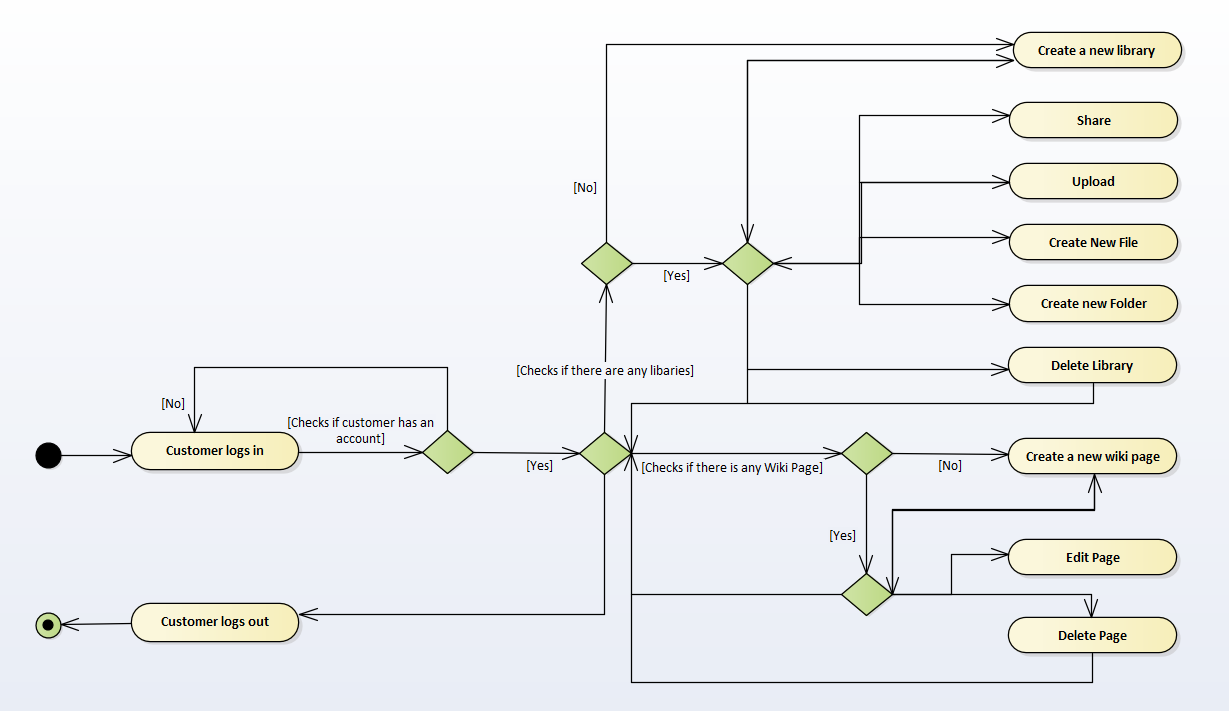 Create a new library
Share
Upload
[No]
Create New File
[Yes]
Create new Folder
[Checks if there are any libaries]
Delete Library
[No]
[Checks if customer has an
account]
Customer logs in
[Yes]
[Checks if there is any Wiki Page]
[No]
Create a new wiki page
[Yes]
Edit Page
Customer logs out
Delete Page